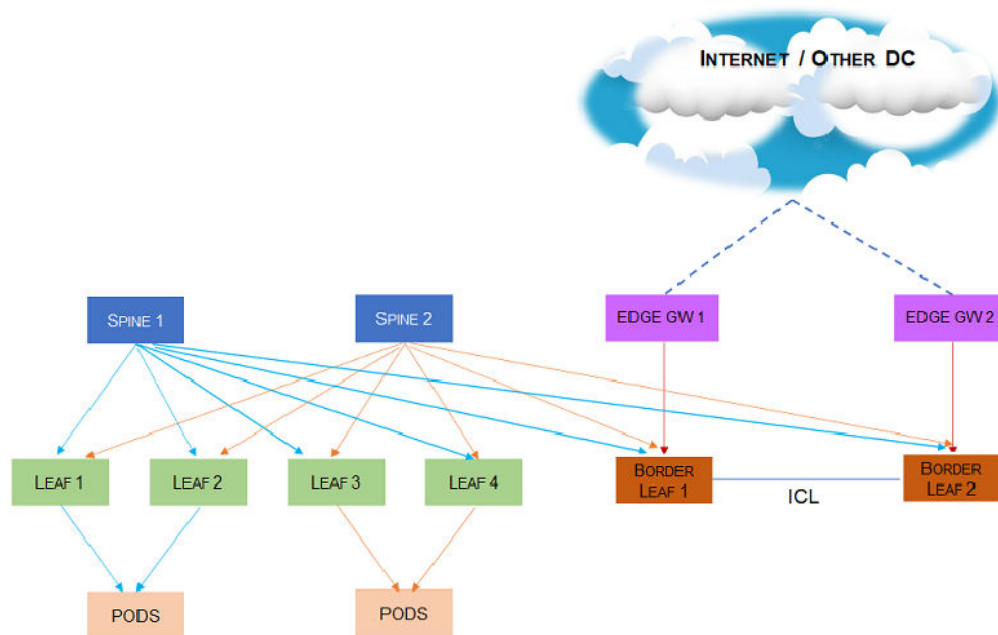 INTERNET / OTHER DC
SPINE 1
SPINE 2
EDGE GW 1
EDGE GW 2
LEAF 1
LEAF 2
LEAF 3
LEAF 4
BORDER
LEAF 1
ICL
BORDER
LEAF 2
PODS
PODS